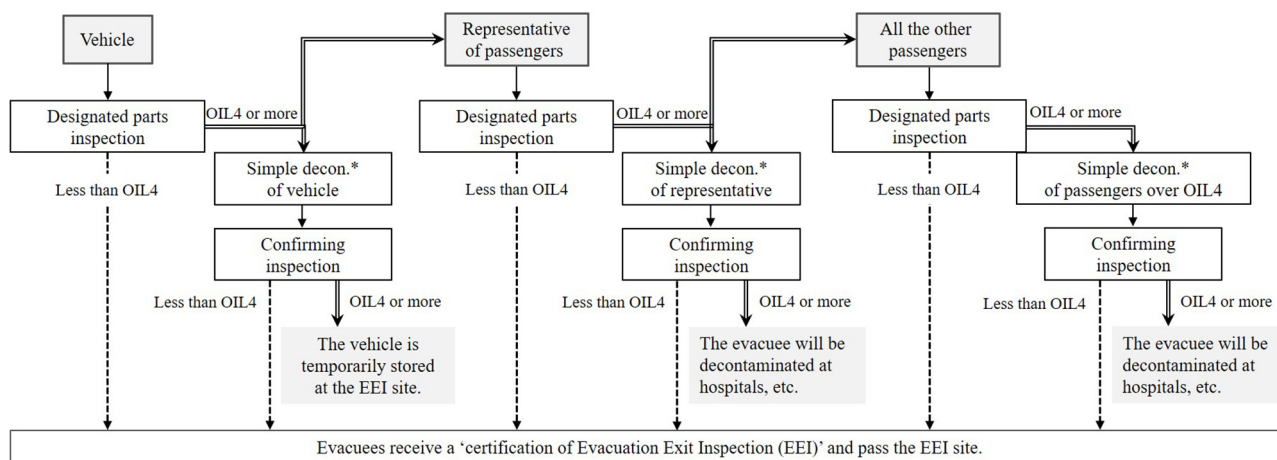 Vehicle
Representative
of passengers
All the other
passengers
Designated parts
inspection
OIL4 or more
Designated parts
inspection
OIL4 or more
Designated parts
inspection
OIL4 or more
Less than OIL4
Simple decon.*
of vehicle
Less than OIL4
Simple decon.*
of representative
Less than OIL4
Simple decon.*
of passengers over OIL4
Confirming
inspection
Confirming
inspection
Confirming
inspection
Less than OIL4
OIL4 or more
Less than OIL4
OIL4 or more
Less than OIL4
OIL4 or more
The vehicle is
temporarily stored
at the EEI site.
The evacuee will be
decontaminated at
hospitals, etc.
The evacuee will be
decontaminated at
hospitals, etc.
Evacuees receive a ‘certification of Evacuation Exit Inspection (EEI)’ and pass the EEI site.